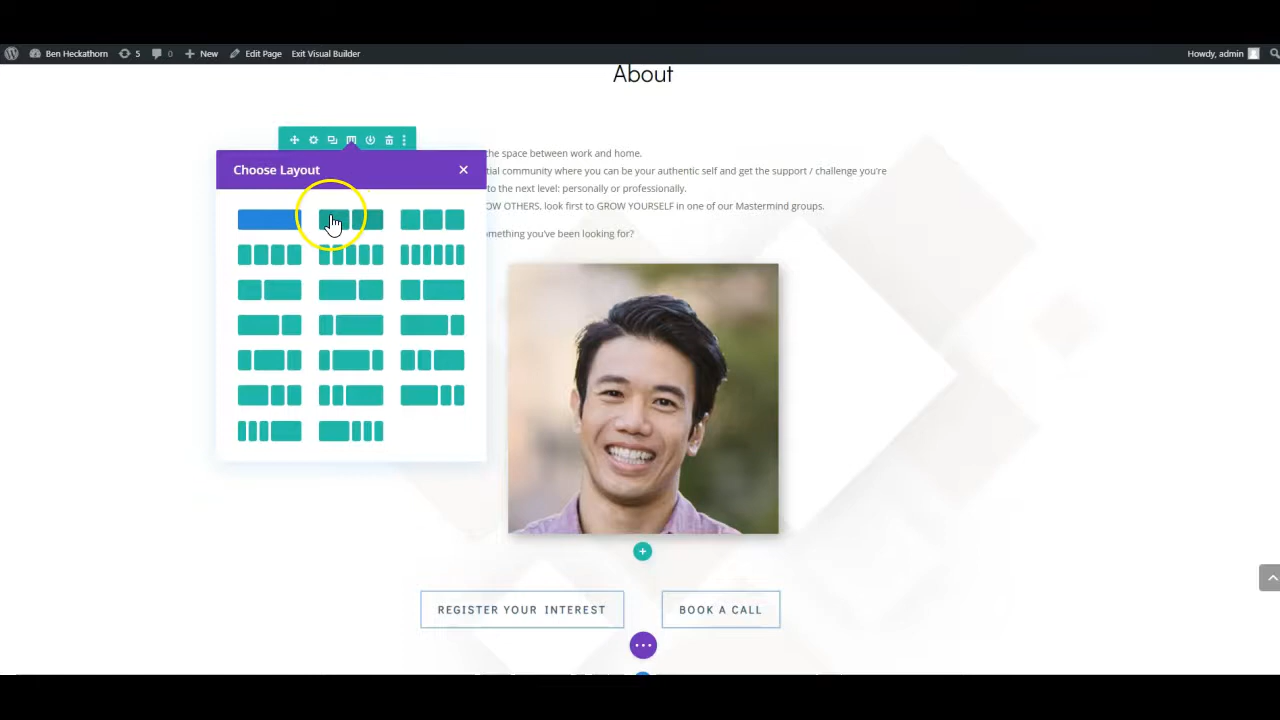 Ben Heckathorn 5 0 New Edit Page Exit Visual Builder Howdy, admin
About
Choose Layout
the space between work and home.
tial community where you can be your authentic self and get the support / challenge you're
to the next level: personally or professionally.
OW OTHERS, look first to GROW YOURSELF in one of our Mastermind groups.
omething you've been looking for?
REGISTER YOUR INTEREST
BOOK A CALL